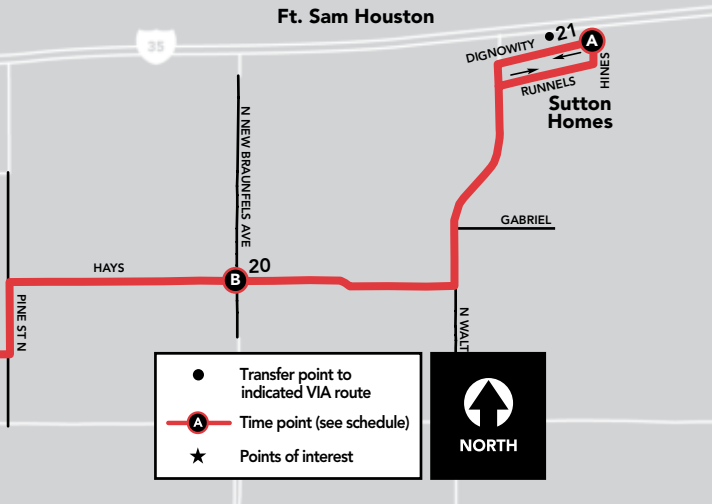 Ft. Sam Houston
35
DIGNOWITY
21
A
HINES
RUNNELS
Sutton
Homes
N NEW BRAUNFELS AVE
GABRIEL
HAYS
B
20
PINE ST N
N WALT
Transfer point to
indicated VIA route
A
Time point (see schedule)
Points of interest
NORTH